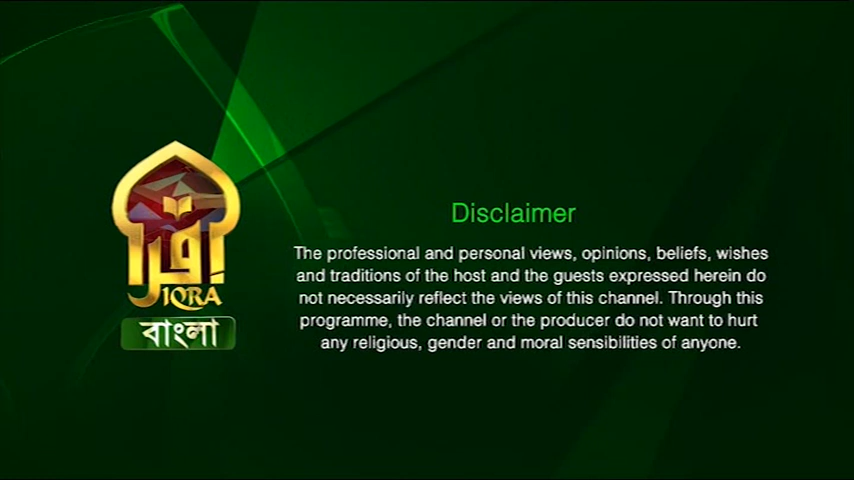 اقرأ
IQRA
বাংলা
Disclaimer
The professional and personal views, opinions, beliefs, wishes
and traditions of the host and the guests expressed herein do
not necessarily reflect the views of this channel. Through this
programme, the channel or the producer do not want to hurt
any religious, gender and moral sensibilities of anyone.